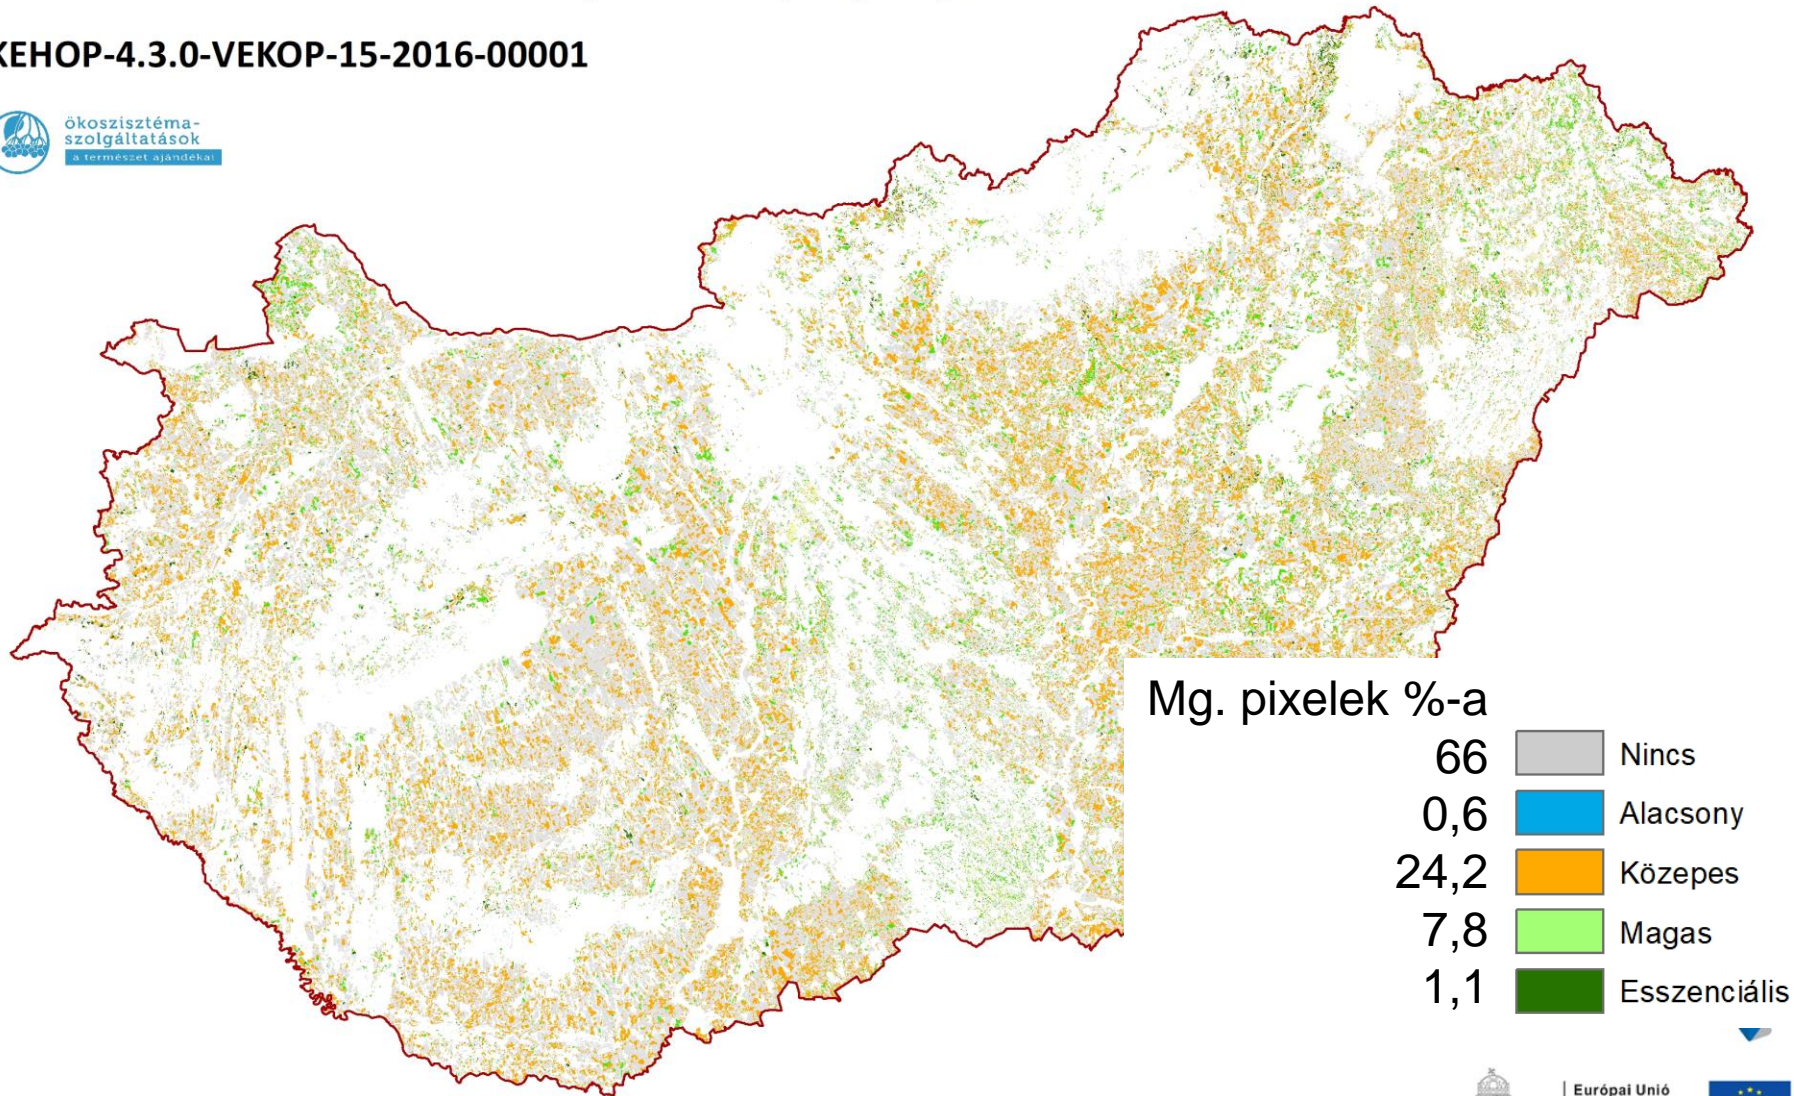 KEHOP-4.3.0-VEKOP-15-2016-00001
ökoszisztéma-
szolgáltatások
a természet ajándékai
Mg. pixelek %-a
66 Nincs
0,6 Alacsony
24,2 Közepes
7,8 Magas
1,1 Esszenciális
Európai Unió